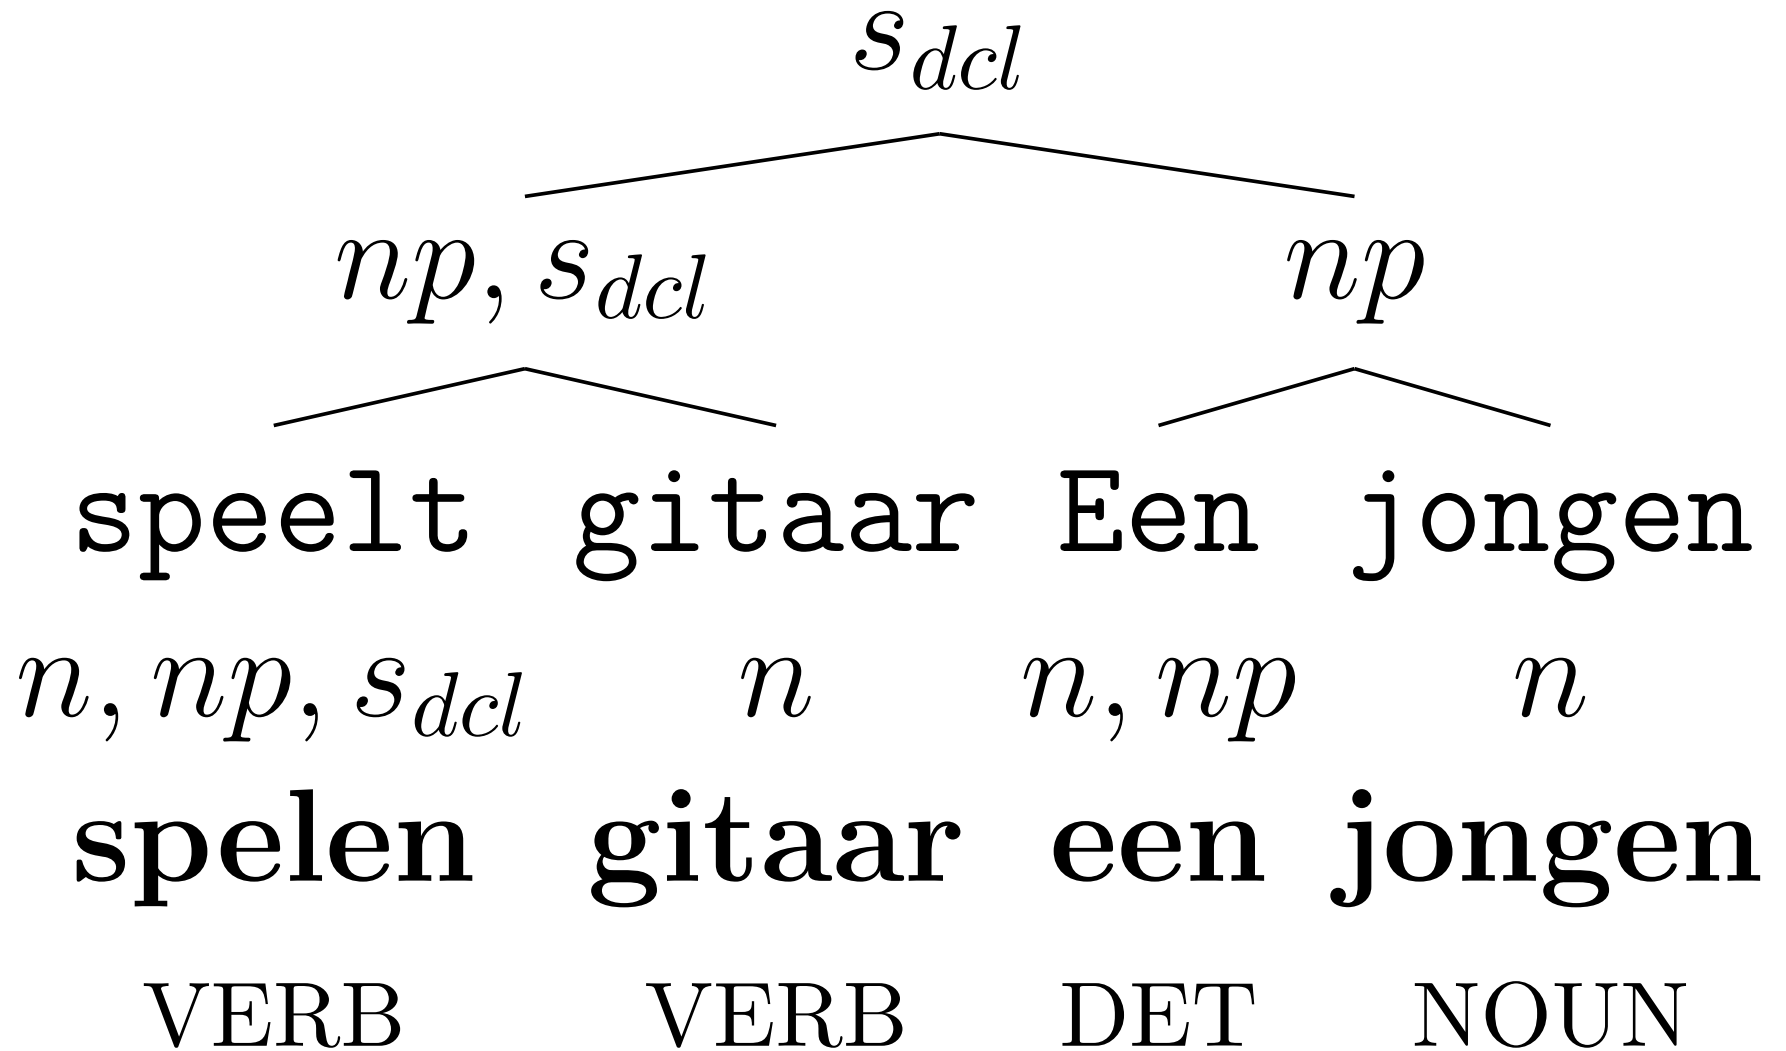 s_dcl
np, s_dcl np
speelt gitaar Een jongen
n, np, s_dcl n n, np n
spelen gitaar een jongen
VERB VERB DET NOUN